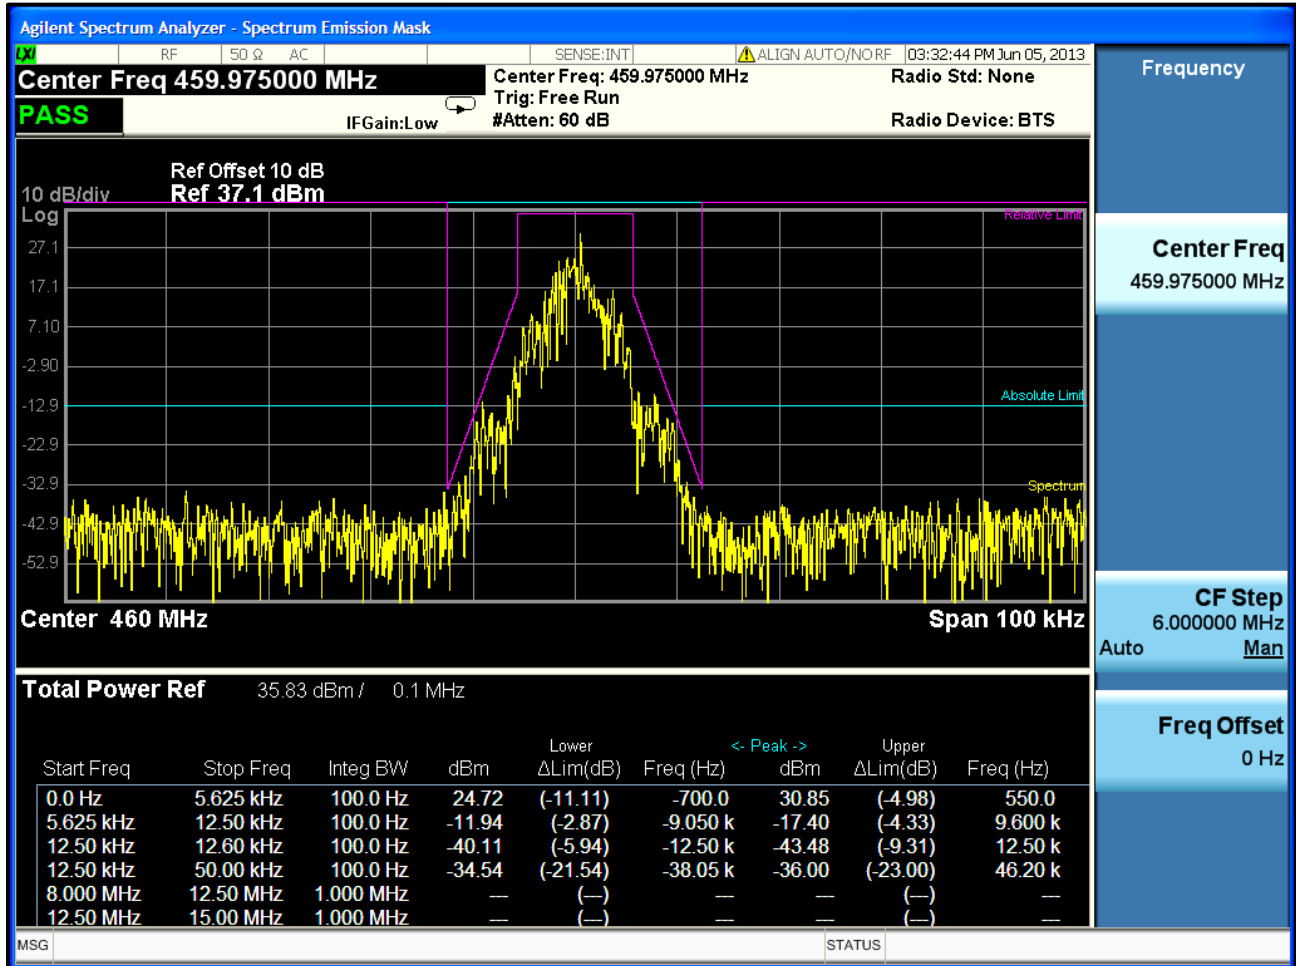 Agilent Spectrum Analyzer - Spectrum Emission Mask
LXI RF 50 Ω AC SENSE:INT ALIGN AUTO/NO RF 03:32:44 PM Jun 05, 2013
Center Freq 459.975000 MHz
Center Freq: 459.975000 MHz
Radio Std: None
Trig: Free Run
PASS
IFGain:Low
#Atten: 60 dB
Radio Device: BTS
Ref Offset 10 dB
10 dB/div Ref 37.1 dBm
Log
Relative Limit
27.1
17.1
7.10
-2.90
Absolute Limit
-12.9
-22.9
-32.9
Spectrum
-42.9
-52.9
Center 460 MHz Span 100 kHz
Total Power Ref 35.83 dBm / 0.1 MHz
Lower <- Peak -> Upper
Start Freq Stop Freq Integ BW dBm ΔLim(dB) Freq (Hz) dBm ΔLim(dB) Freq (Hz)
0.0 Hz 5.625 kHz 100.0 Hz 24.72 (-11.11) -700.0 30.85 (-4.98) 550.0
5.625 kHz 12.50 kHz 100.0 Hz -11.94 (-2.87) -9.050 k -17.40 (-4.33) 9.600 k
12.50 kHz 12.60 kHz 100.0 Hz -40.11 (-5.94) -12.50 k -43.48 (-9.31) 12.50 k
12.50 kHz 50.00 kHz 100.0 Hz -34.54 (-21.54) -38.05 k -36.00 (-23.00) 46.20 k
8.000 MHz 12.50 MHz 1.000 MHz --- (---) --- --- (---) ---
12.50 MHz 15.00 MHz 1.000 MHz --- (---) --- --- (---) ---
MSG STATUS
Frequency
Center Freq
459.975000 MHz
CF Step
6.000000 MHz
Auto Man
Freq Offset
0 Hz